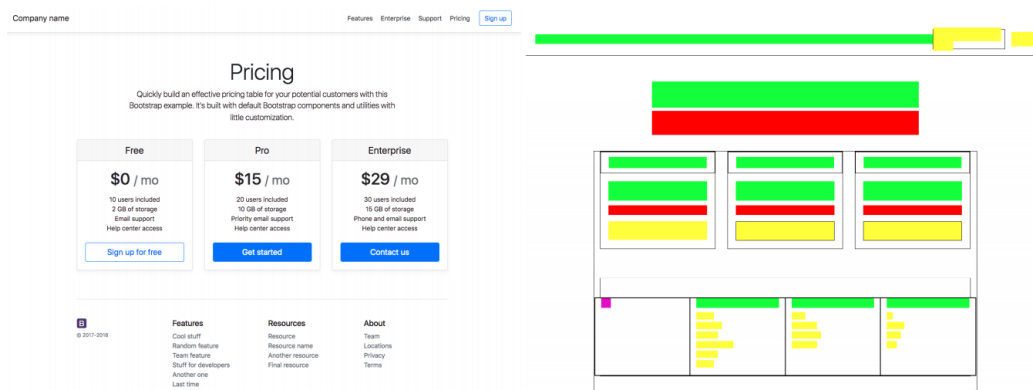 Company name
Features Enterprise Support Pricing Sign up
Pricing
Quickly build an effective pricing table for your potential customers with this
Bootstrap example. It's built with default Bootstrap components and utilities with
little customization.
Free
$0 / mo
10 users included
2 GB of storage
Email support
Help center access
Sign up for free
Pro
$15 / mo
20 users included
10 GB of storage
Priority email support
Help center access
Get started
Enterprise
$29 / mo
30 users included
15 GB of storage
Phone and email support
Help center access
Contact us
B
© 2017-2018
Features
Cool stuff
Random feature
Team feature
Stuff for developers
Another one
Last time
Resources
Resource
Resource name
Another resource
Final resource
About
Team
Locations
Privacy
Terms